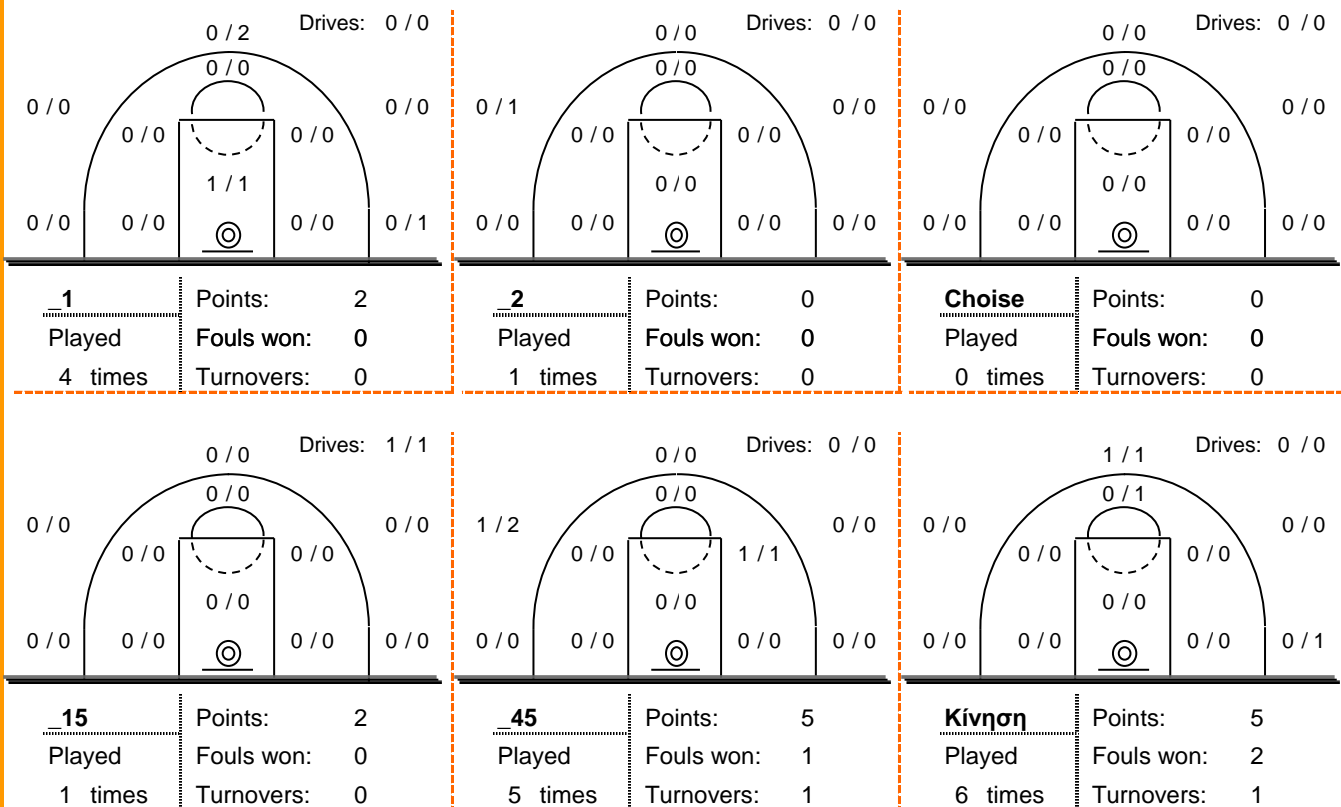 Drives: 0 / 0
0 / 2
0 / 0
0 / 0 0 / 0
0 / 0 0 / 0
1 / 1
0 / 0 0 / 0 0 / 0 0 / 1
_1 Points: 2
Played Fouls won: 0
4 times Turnovers: 0
Drives: 0 / 0
0 / 0
0 / 0
0 / 1 0 / 0
0 / 0 0 / 0
0 / 0
0 / 0 0 / 0 0 / 0 0 / 0
_2 Points: 0
Played Fouls won: 0
1 times Turnovers: 0
Drives: 0 / 0
0 / 0
0 / 0
0 / 0 0 / 0
0 / 0 0 / 0
0 / 0
0 / 0 0 / 0 0 / 0 0 / 0
Choise Points: 0
Played Fouls won: 0
0 times Turnovers: 0
Drives: 1 / 1
0 / 0
0 / 0
0 / 0 0 / 0
0 / 0 0 / 0
0 / 0
0 / 0 0 / 0 0 / 0 0 / 0
_15 Points: 2
Played Fouls won: 0
1 times Turnovers: 0
Drives: 0 / 0
0 / 0
0 / 0
1 / 2 0 / 0
0 / 0 1 / 1
0 / 0
0 / 0 0 / 0 0 / 0 0 / 0
_45 Points: 5
Played Fouls won: 1
5 times Turnovers: 1
Drives: 0 / 0
1 / 1
0 / 1
0 / 0 0 / 0
0 / 0 0 / 0
0 / 0
0 / 0 0 / 0 0 / 0 0 / 1
Κίνηση Points: 5
Played Fouls won: 2
6 times Turnovers: 1